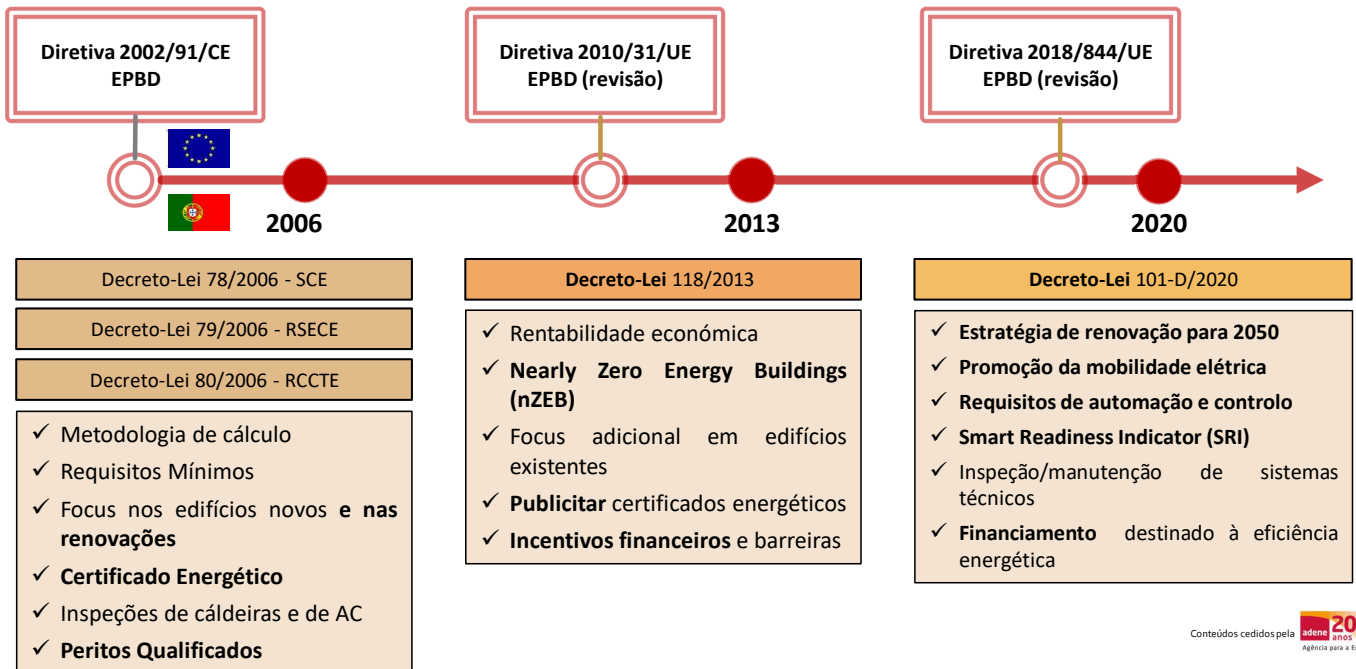 Diretiva 2002/91/CE
EPBD
Diretiva 2010/31/UE
EPBD (revisão)
Diretiva 2018/844/UE
EPBD (revisão)
2006
2013
2020
Decreto-Lei 78/2006 - SCE
Decreto-Lei 79/2006 - RSECE
Decreto-Lei 80/2006 - RCCTE
✓ Metodologia de cálculo
✓ Requisitos Mínimos
✓ Focus nos edifícios novos e nas
renovações
✓ Certificado Energético
✓ Inspeções de cáldeiras e de AC
✓ Peritos Qualificados
Decreto-Lei 118/2013
✓ Rentabilidade económica
✓ Nearly Zero Energy Buildings
(nZEB)
✓ Focus adicional em edifícios
existentes
✓ Publicitar certificados energéticos
✓ Incentivos financeiros e barreiras
Decreto-Lei 101-D/2020
✓ Estratégia de renovação para 2050
✓ Promoção da mobilidade elétrica
✓ Requisitos de automação e controlo
✓ Smart Readiness Indicator (SRI)
✓ Inspeção/manutenção de sistemas
técnicos
✓ Financiamento destinado à eficiência
energética
Conteúdos cedidos pela
adene 20
anos
Agência para a E